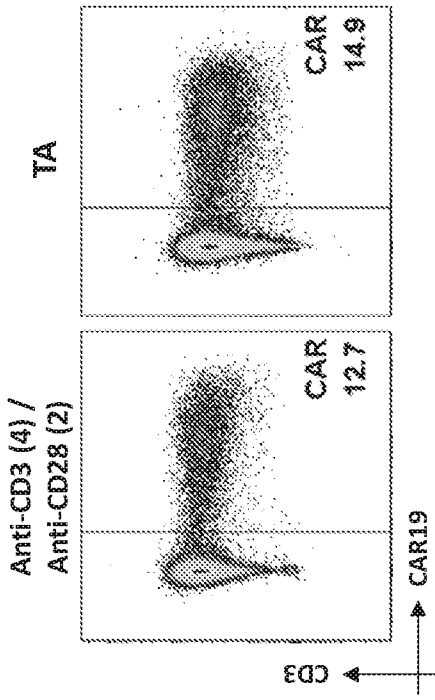 Anti-CD3 (4) /
Anti-CD28 (2)
TA
CAR
12.7
CAR
14.9
CD3
CAR19